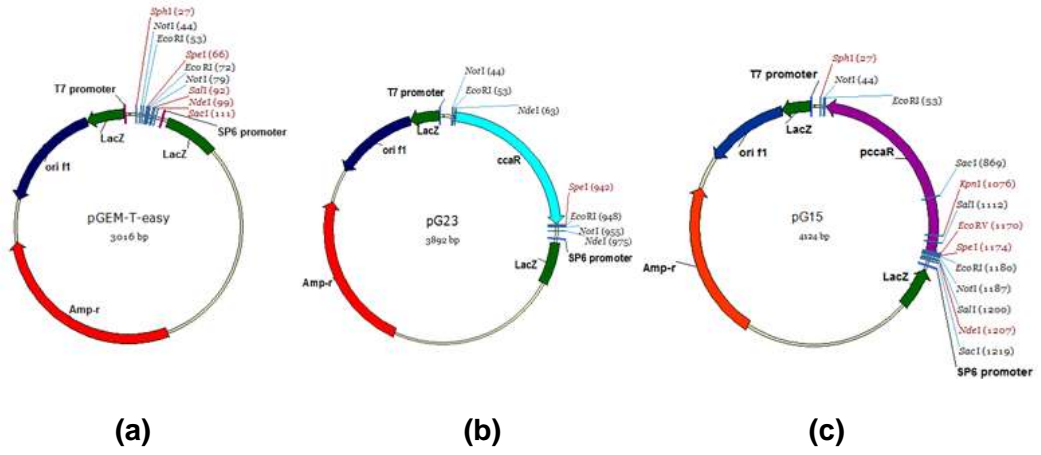 SphI (27)
NotI (44)
EcoRI (53)
SpeI (66)
EcoRI (72)
NotI (79)
SalI (92)
NdeI (99)
SacI (111)
T7 promoter
SP6 promoter
LacZ
LacZ
ori f1
pGEM-T-easy
3016 bp
Amp-r
(a)
NotI (44)
EcoRI (53)
NdeI (63)
T7 promoter
LacZ
ori f1
ccaR
SpeI (942)
EcoRI (948)
NotI (955)
NdeI (975)
SP6 promoter
LacZ
pG23
3892 bp
Amp-r
(b)
SphI (27)
NotI (44)
EcoRI (53)
T7 promoter
LacZ
ori f1
pccaR
SacI (869)
KpnI (1076)
SalI (1112)
EcoRV (1170)
SpeI (1174)
EcoRI (1180)
NotI (1187)
SalI (1200)
NdeI (1207)
SacI (1219)
SP6 promoter
LacZ
pG15
4124 bp
Amp-r
(c)